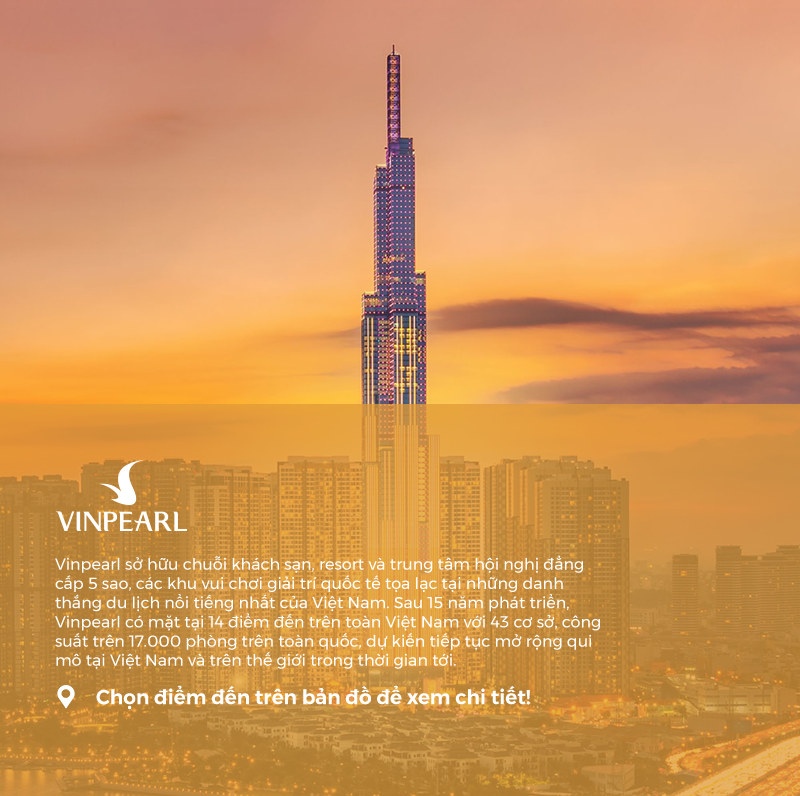 VINPEARL
Vinpearl sở hữu chuỗi khách sạn, resort và trung tâm hội nghị đẳng
cấp 5 sao, các khu vui chơi giải trí quốc tế tọa lạc tại những danh
thắng du lịch nổi tiếng nhất của Việt Nam. Sau 15 năm phát triển,
Vinpearl có mặt tại 14 điểm đến trên toàn Việt Nam với 43 cơ sở, công
suất trên 17.000 phòng trên toàn quốc, dự kiến tiếp tục mở rộng qui
mô tại Việt Nam và trên thế giới trong thời gian tới.
Chọn điểm đến trên bản đồ để xem chi tiết!